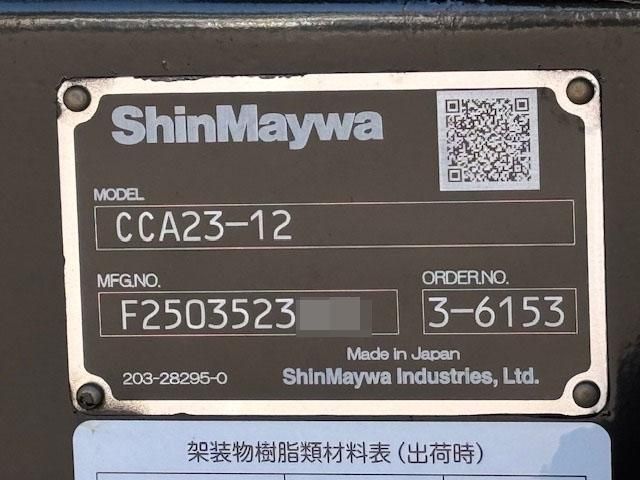 ShinMaywa
MODEL
CCA23-12
MFG.NO.
F2503523
ORDER.NO.
3-6153
Made in Japan
203-28295-0
ShinMaywa Industries, Ltd.
架装物樹脂類材料表(出荷時)